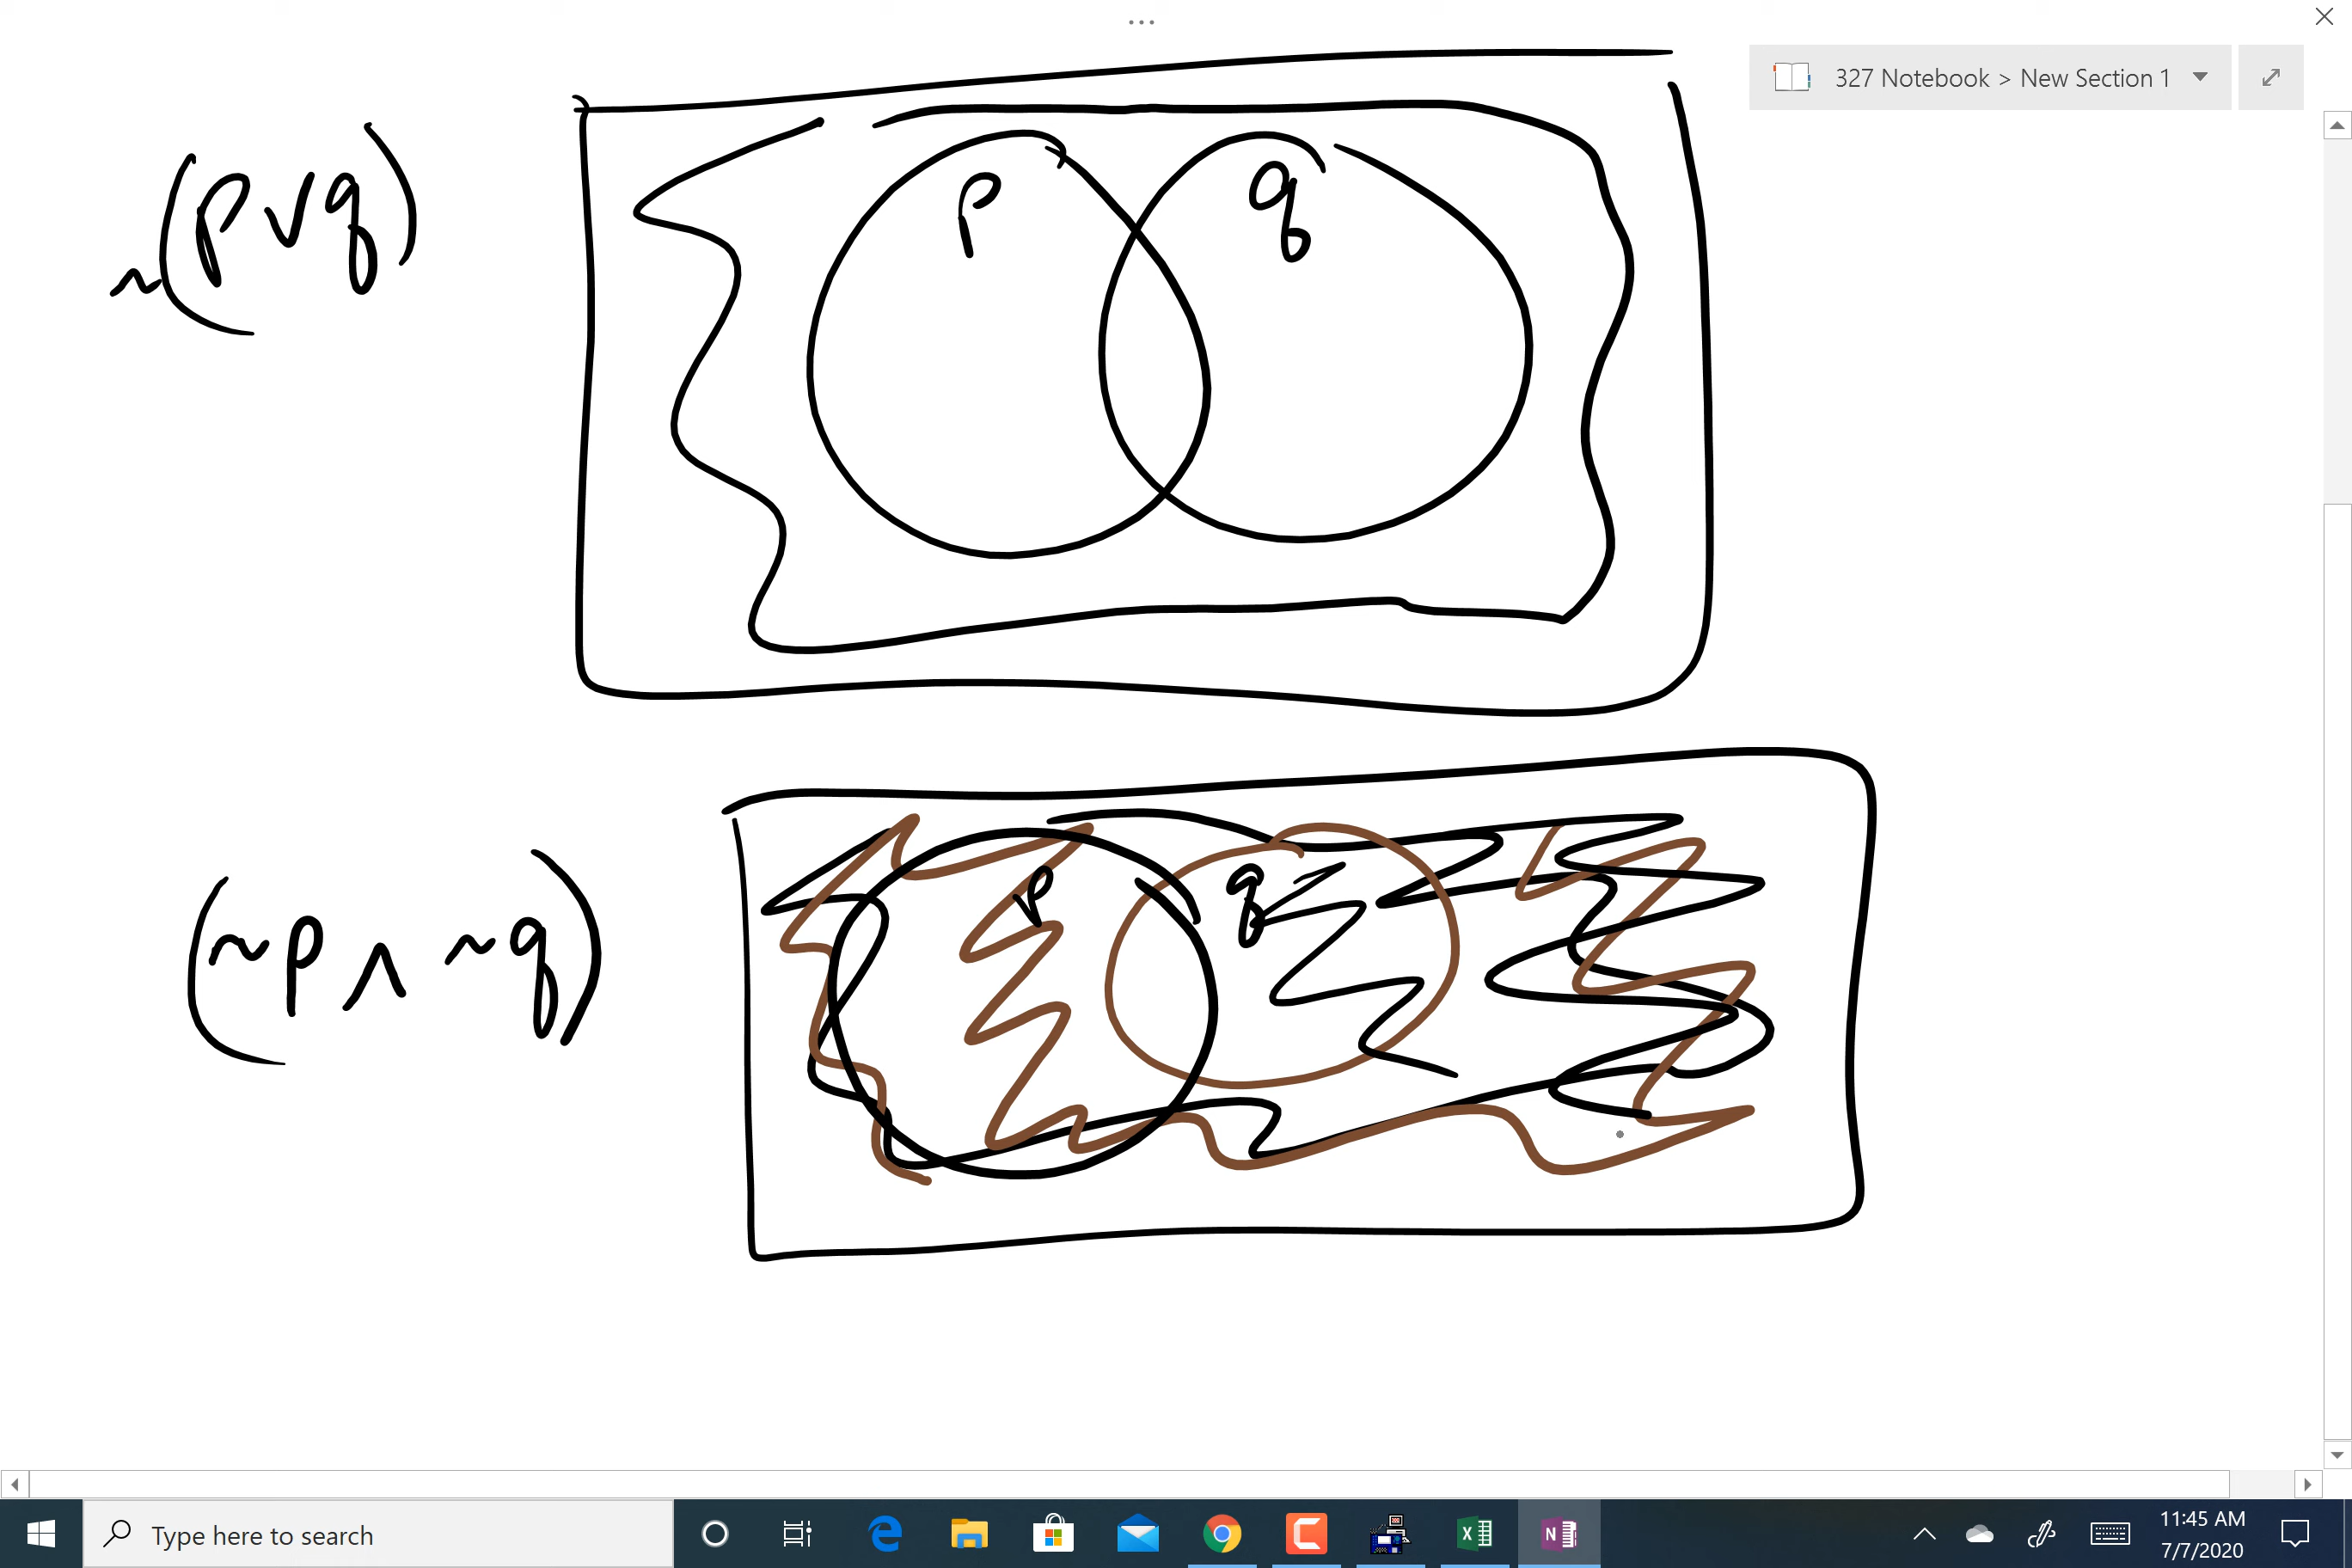 327 Notebook > New Section 1
~(p∨q)
p q
(~p∧~q)
p q
Type here to search
11:45 AM
7/7/2020